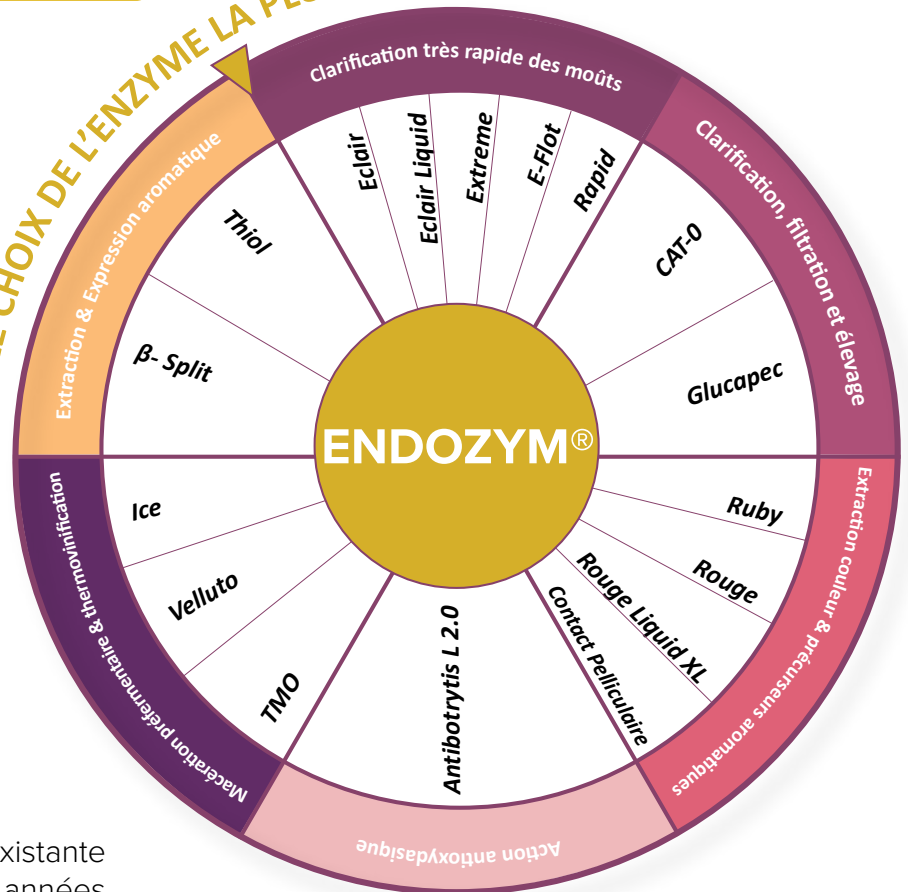 CHOIX DE L'ENZYME LA
Clarification très rapide des moûts
Eclair
Eclair Liquid
Extreme
E-Flot
Rapid
Clarification, filtration et élevage
CAT-0
Glucapec
Extraction couleur & précurseurs aromatiques
Ruby
Rouge
Rouge Liquid XL
Contact Pelliculaire
Action antioxydasique
Antibotrytis L 2.0
Macération préfermentaire & thermovinification
TMO
Velluto
Ice
Extraction & Expression aromatique
β- Split
Thiol
ENDOZYM®
xistante
années